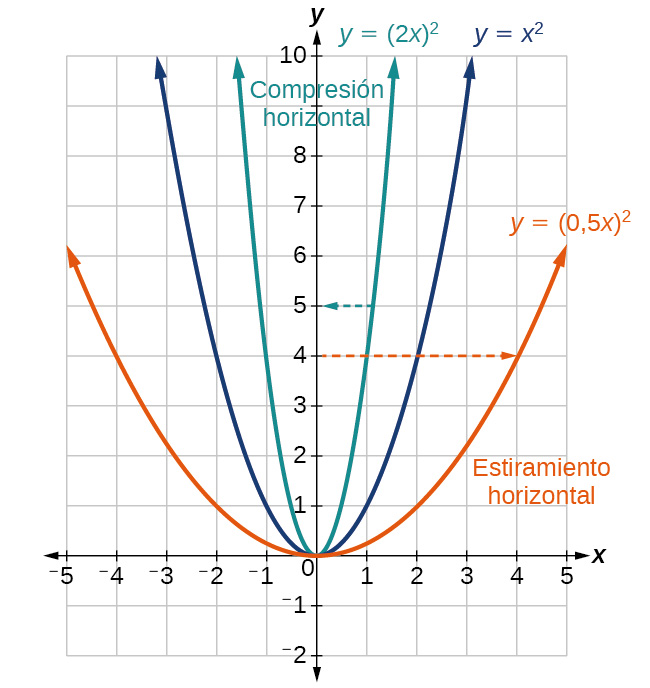 y
y = (2x)²
y = x²
10
Compresión
horizontal
8
7
y = (0,5x)²
6
5
4
3
2
Estiramiento
horizontal
1
x
−5 −4 −3 −2 −1 0 1 2 3 4 5
−1
−2